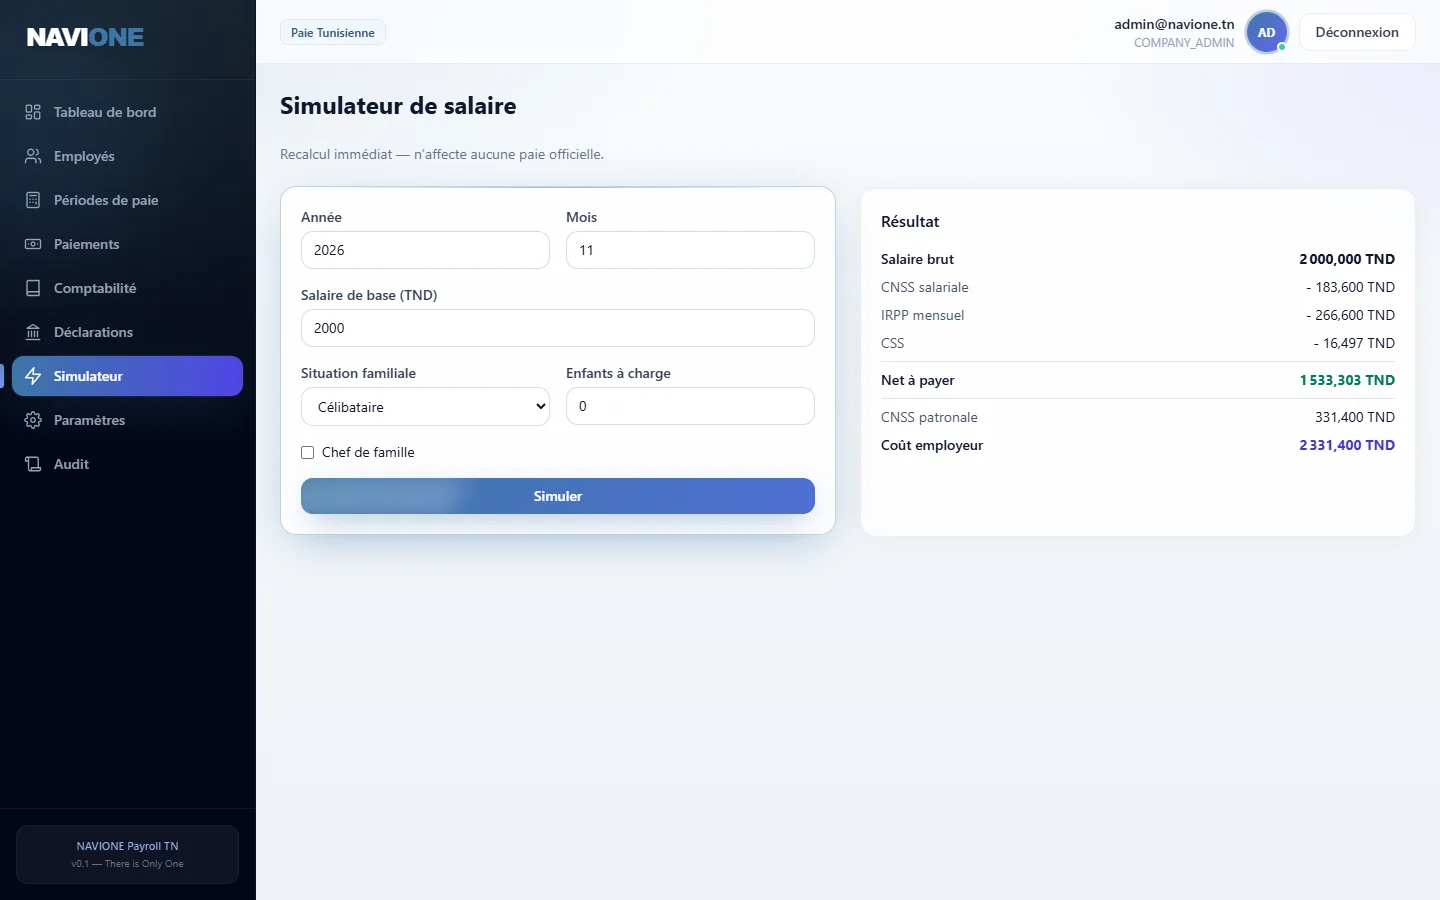 NAVIONE
Tableau de bord
Employés
Périodes de paie
Paiements
Comptabilité
Déclarations
Simulateur
Paramètres
Audit
NAVIONE Payroll TN
v0.1 — There is Only One
Paie Tunisienne
admin@navione.tn
COMPANY_ADMIN
AD
Déconnexion
Simulateur de salaire
Recalcul immédiat — n'affecte aucune paie officielle.
Année
Mois
2026
11
Salaire de base (TND)
2000
Situation familiale
Enfants à charge
Célibataire
0
Chef de famille
Simuler
Résultat
Salaire brut 2 000,000 TND
CNSS salariale - 183,600 TND
IRPP mensuel - 266,600 TND
CSS - 16,497 TND
Net à payer 1 533,303 TND
CNSS patronale 331,400 TND
Coût employeur 2 331,400 TND